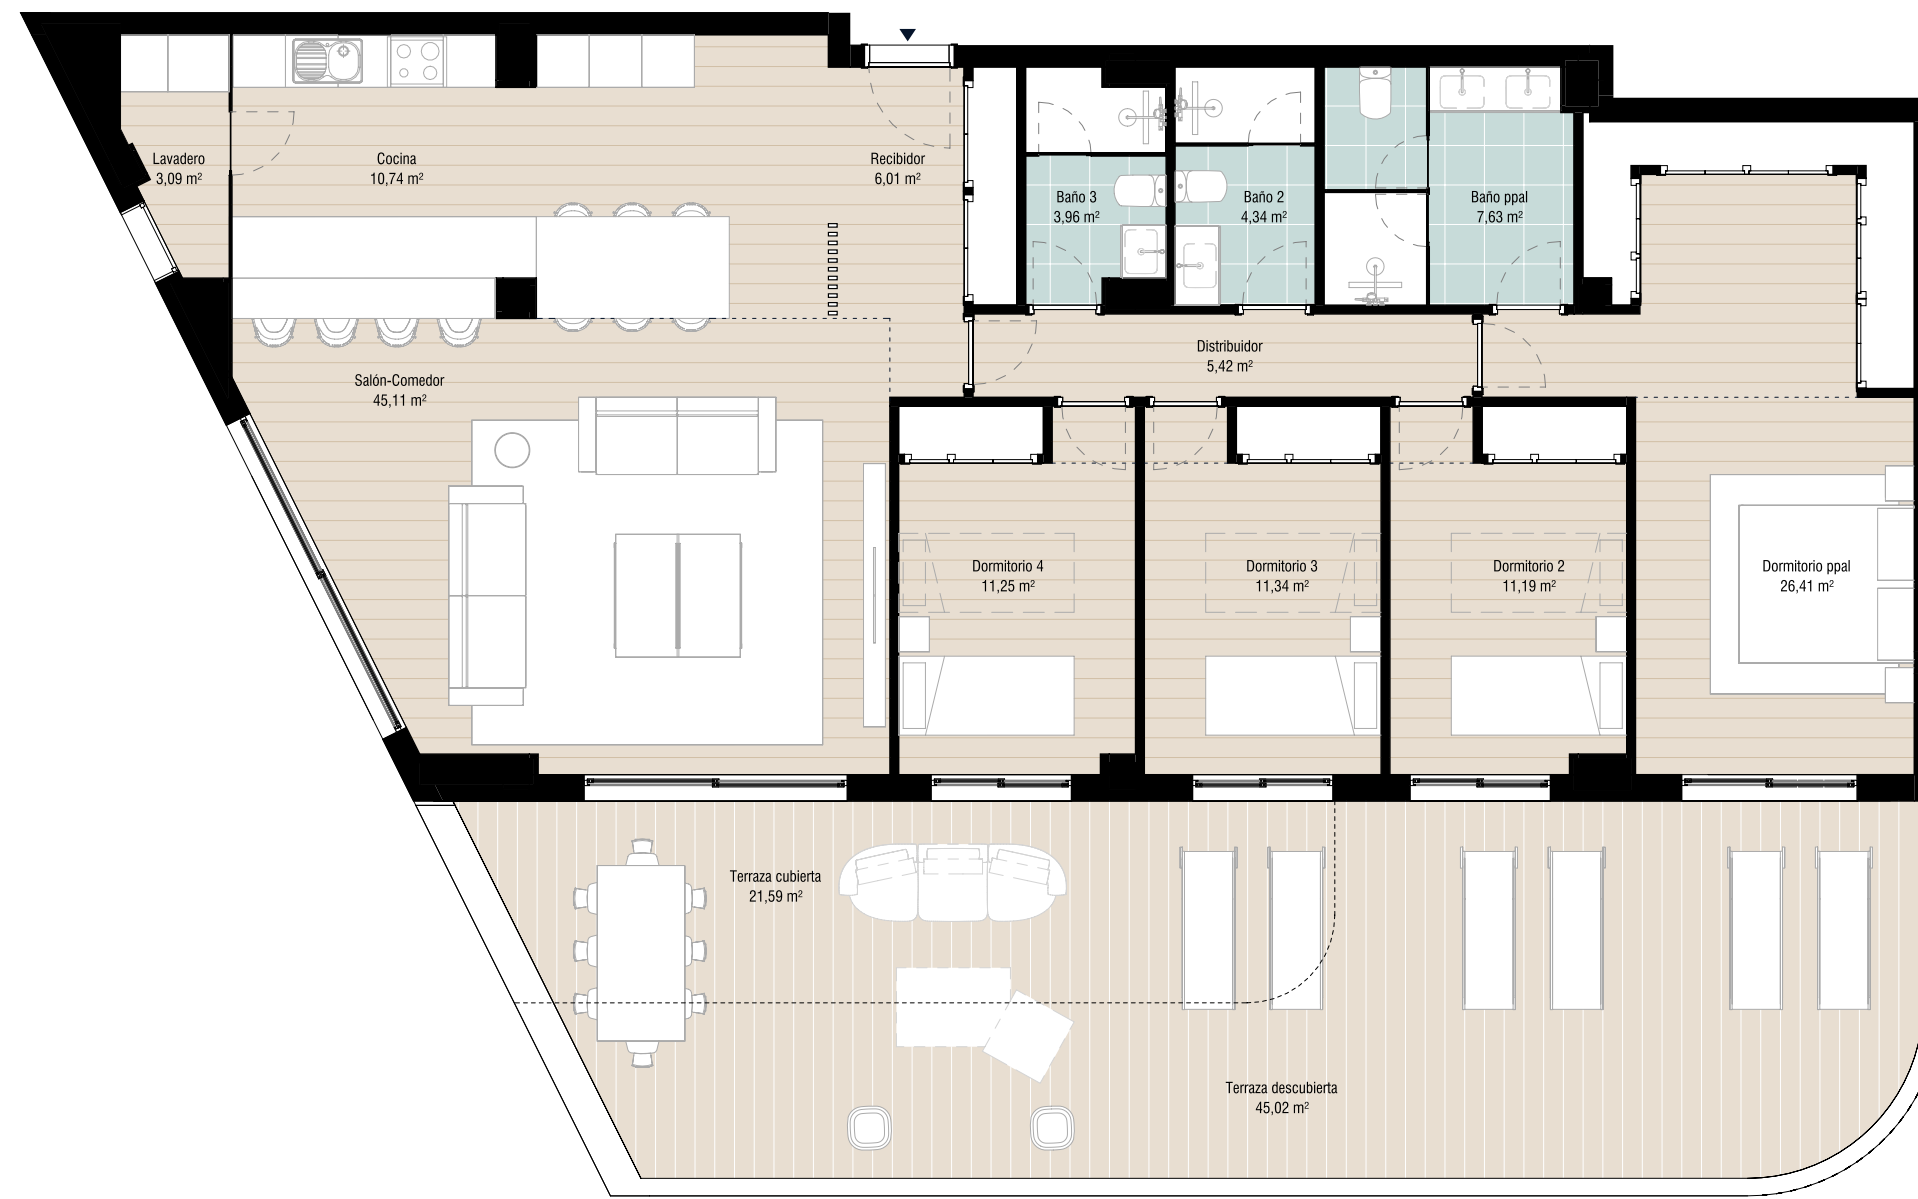 Lavadero
3,09 m²
Cocina
10,74 m²
Recibidor
6,01 m²
Baño 3
3,96 m²
Baño 2
4,34 m²
Baño ppal
7,63 m²
Distribuidor
5,42 m²
Salón-Comedor
45,11 m²
Dormitorio 4
11,25 m²
Dormitorio 3
11,34 m²
Dormitorio 2
11,19 m²
Dormitorio ppal
26,41 m²
Terraza cubierta
21,59 m²
Terraza descubierta
45,02 m²